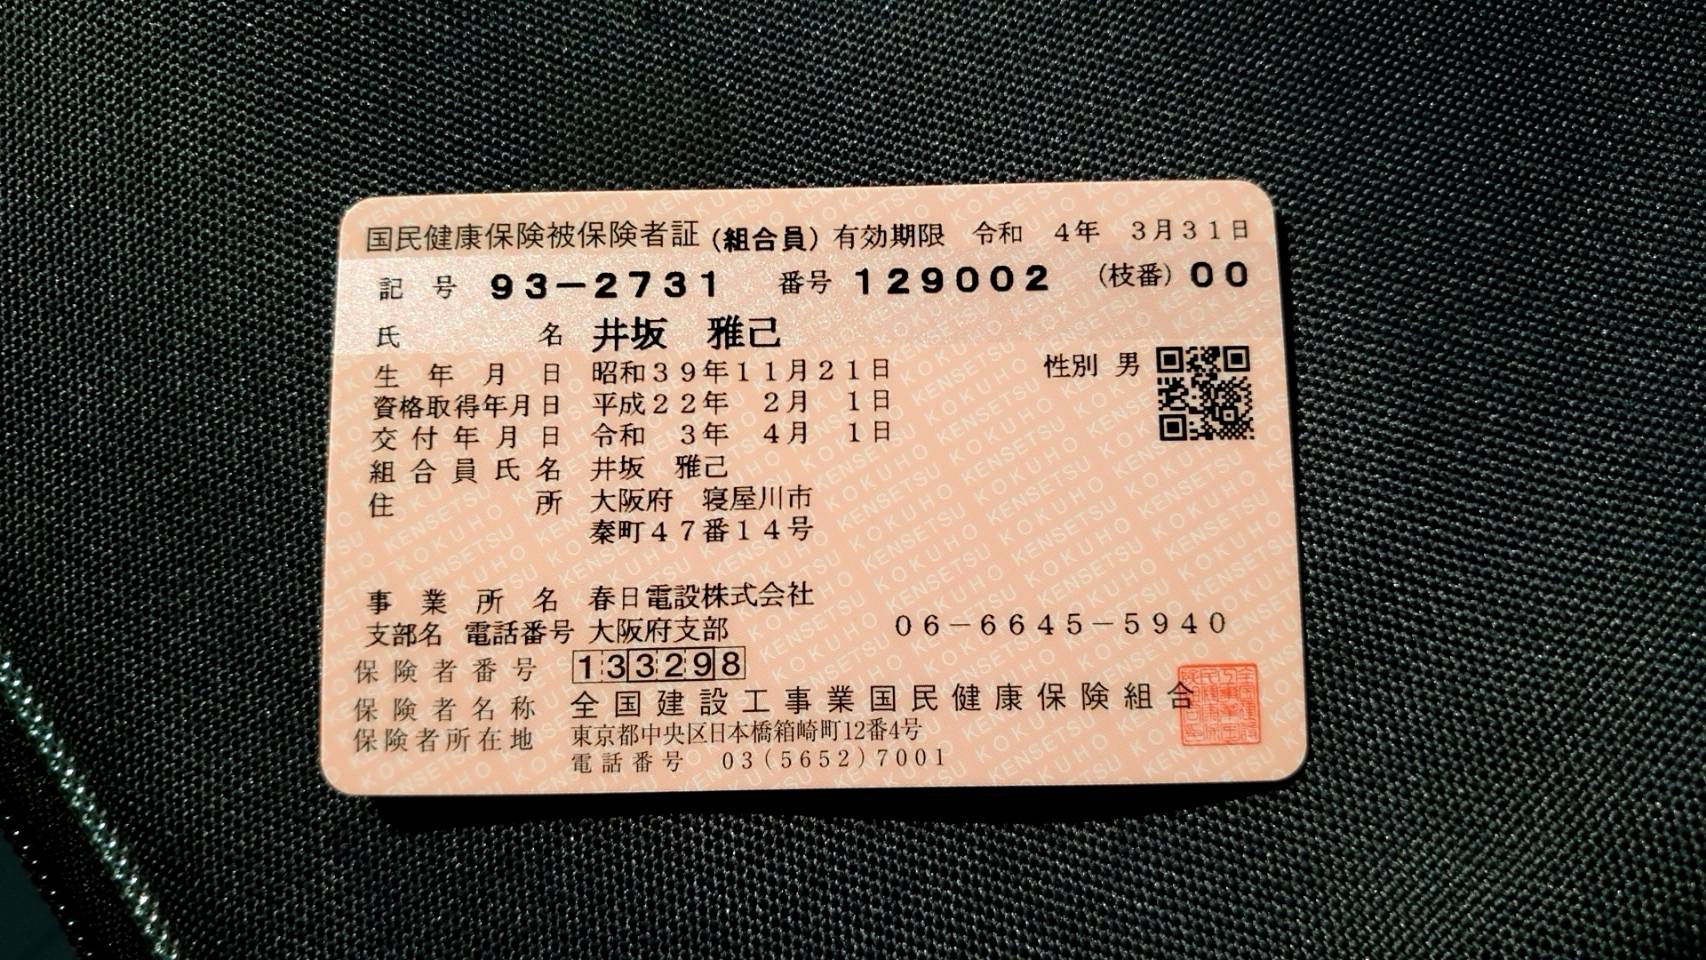 国民健康保険被保険者証 (組合員) 有効期限 令和 4年 3月31日
記号 93-2731 番号 129002 (枝番) 00
氏名 井坂 雅己
生年月日 昭和39年11月21日 性別 男
資格取得年月日 平成22年 2月 1日
交付年月日 令和 3年 4月 1日
組合員氏名 井坂 雅己
住所 大阪府 寝屋川市
秦町47番14号
事業所名 春日電設株式会社
支部名 電話番号 大阪府支部 06-6645-5940
保険者番号 133298
保険者名称 全国建設工事業国民健康保険組合
保険者所在地 東京都中央区日本橋箱崎町12番4号
電話番号 03(5652)7001
KENSETSU KOKUHO